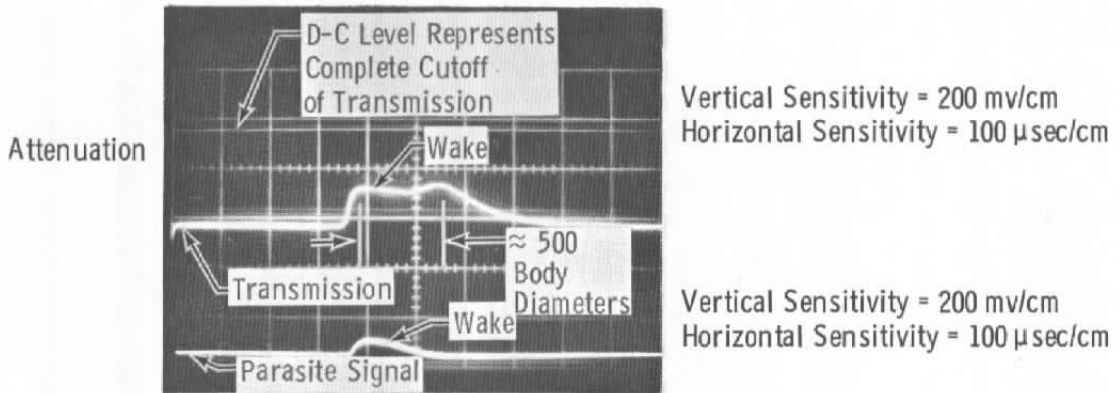 D-C Level Represents
Complete Cutoff
of Transmission
Vertical Sensitivity = 200 mv/cm
Horizontal Sensitivity = 100 μsec/cm
Attenuation
Wake
≈ 500
Body
Diameters
Transmission
Wake
Vertical Sensitivity = 200 mv/cm
Horizontal Sensitivity = 100 μsec/cm
Parasite Signal